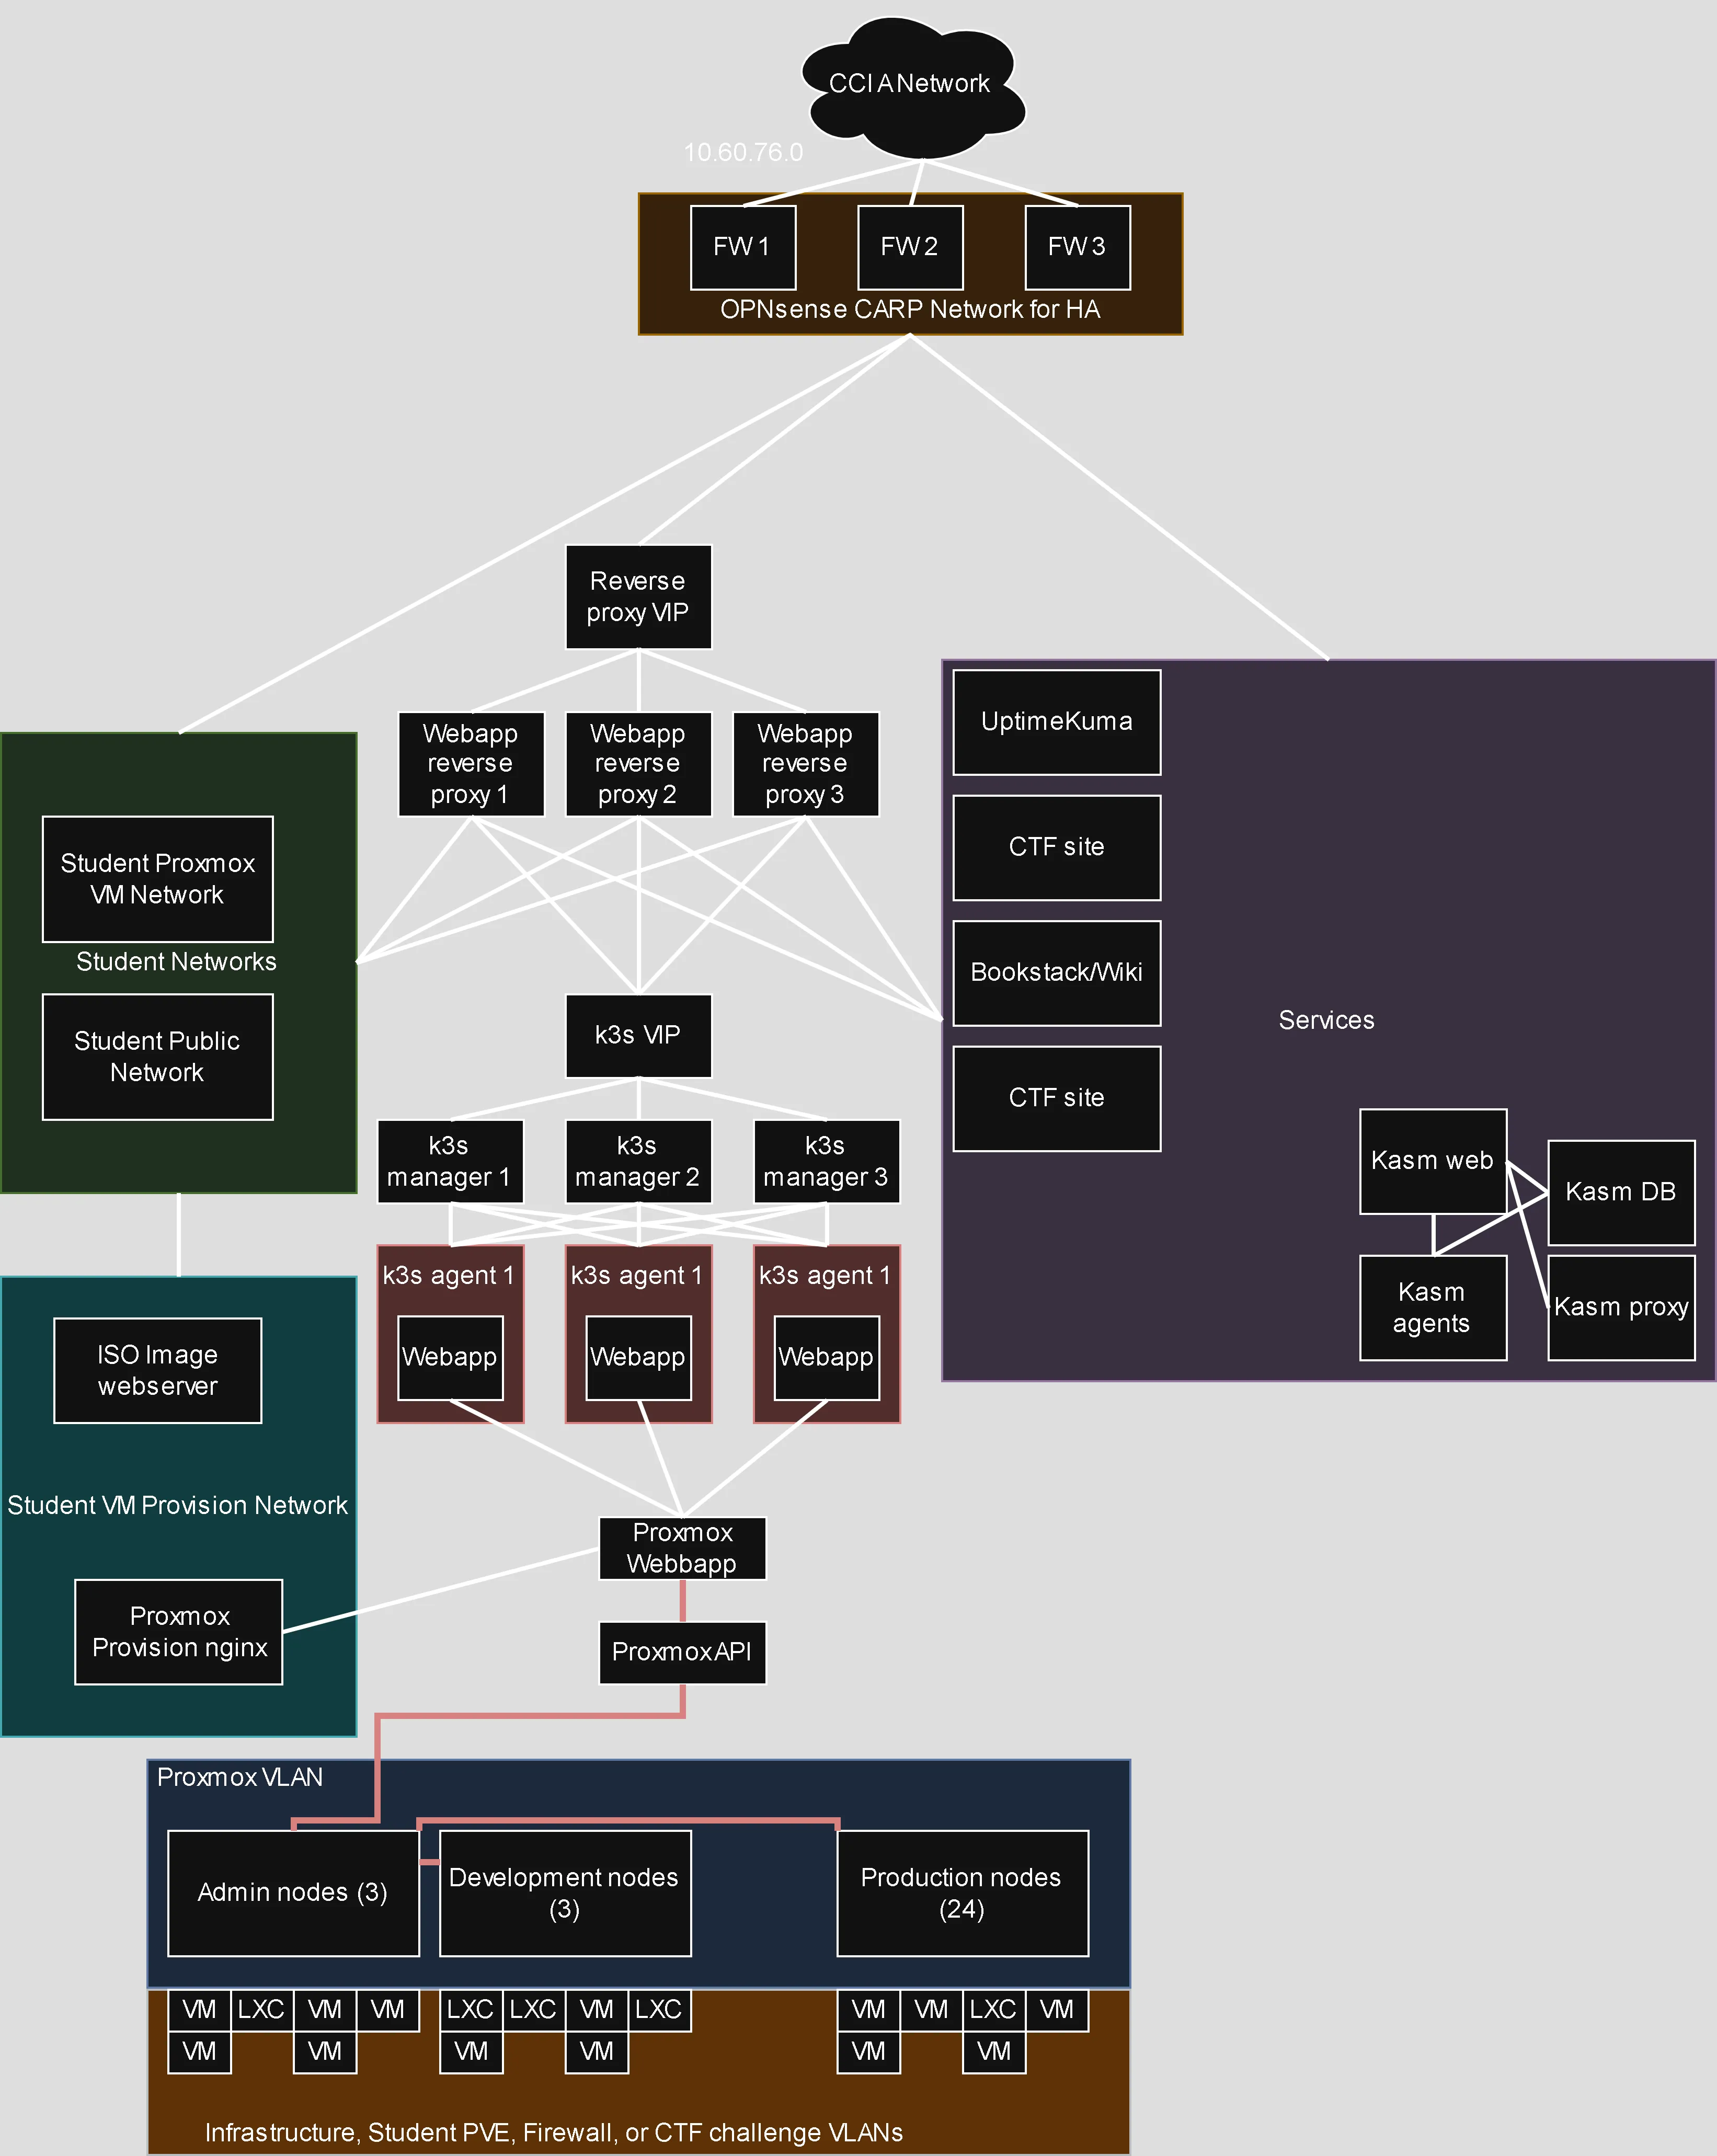 CCIA Network
10.60.76.0
FW 1
FW 2
FW 3
OPNsense CARP Network for HA
Reverse
proxy VIP
Webapp
reverse
proxy 1
Webapp
reverse
proxy 2
Webapp
reverse
proxy 3
Student Proxmox
VM Network
Student Networks
Student Public
Network
UptimeKuma
CTF site
Bookstack/Wiki
CTF site
Services
Kasm web
Kasm DB
Kasm
agents
Kasm proxy
k3s VIP
k3s
manager 1
k3s
manager 2
k3s
manager 3
k3s agent 1
Webapp
k3s agent 1
Webapp
k3s agent 1
Webapp
ISO Image
webserver
Student VM Provision Network
Proxmox
Provision nginx
Proxmox
Webbapp
Proxmox API
Proxmox VLAN
Admin nodes (3)
Development nodes
(3)
Production nodes
(24)
VM LXC VM VM
VM VM
LXC LXC VM LXC
VM VM
VM VM LXC VM
VM VM
Infrastructure, Student PVE, Firewall, or CTF challenge VLANs